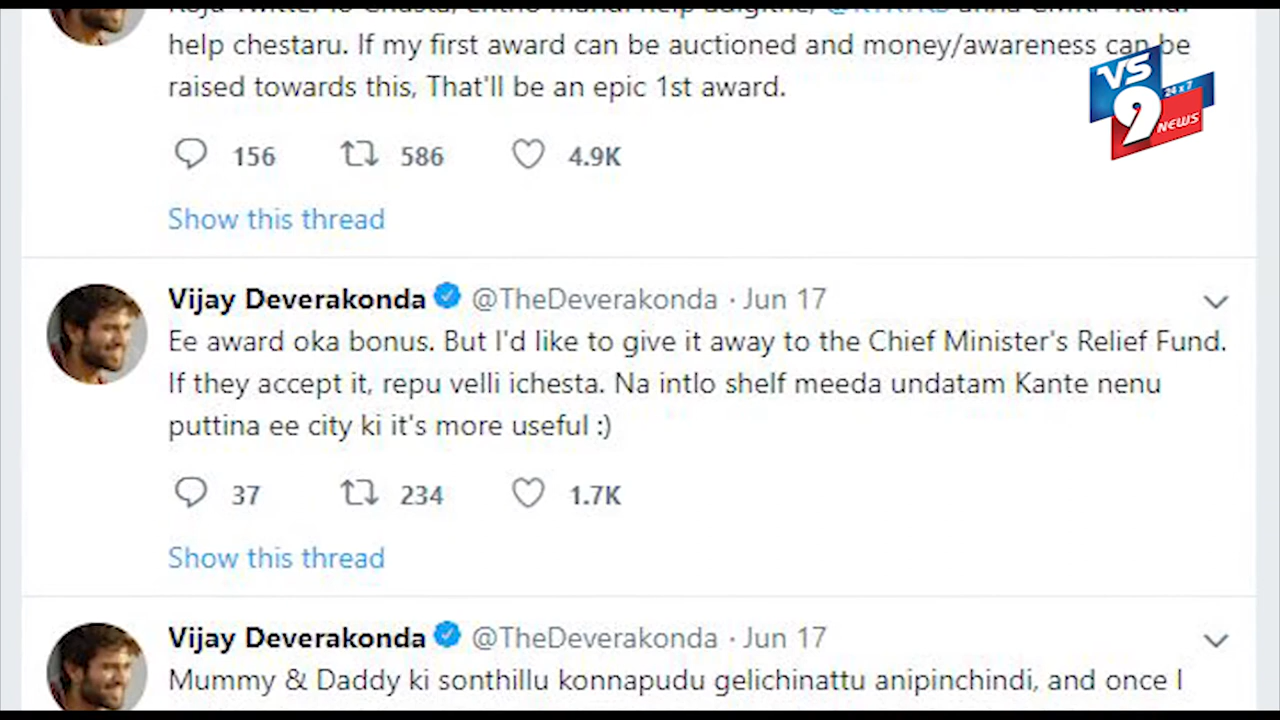 help chestaru. If my first award can be auctioned and money/awareness can be
raised towards this, That'll be an epic 1st award.
156 586 4.9K
Show this thread
Vijay Deverakonda @TheDeverakonda · Jun 17
Ee award oka bonus. But I'd like to give it away to the Chief Minister's Relief Fund.
If they accept it, repu velli ichesta. Na intlo shelf meeda undatam Kante nenu
puttina ee city ki it's more useful :)
37 234 1.7K
Show this thread
Vijay Deverakonda @TheDeverakonda · Jun 17
Mummy & Daddy ki sonthillu konnapudu gelichinattu anipinchindi, and once I
VS
24 x 7
9 NEWS